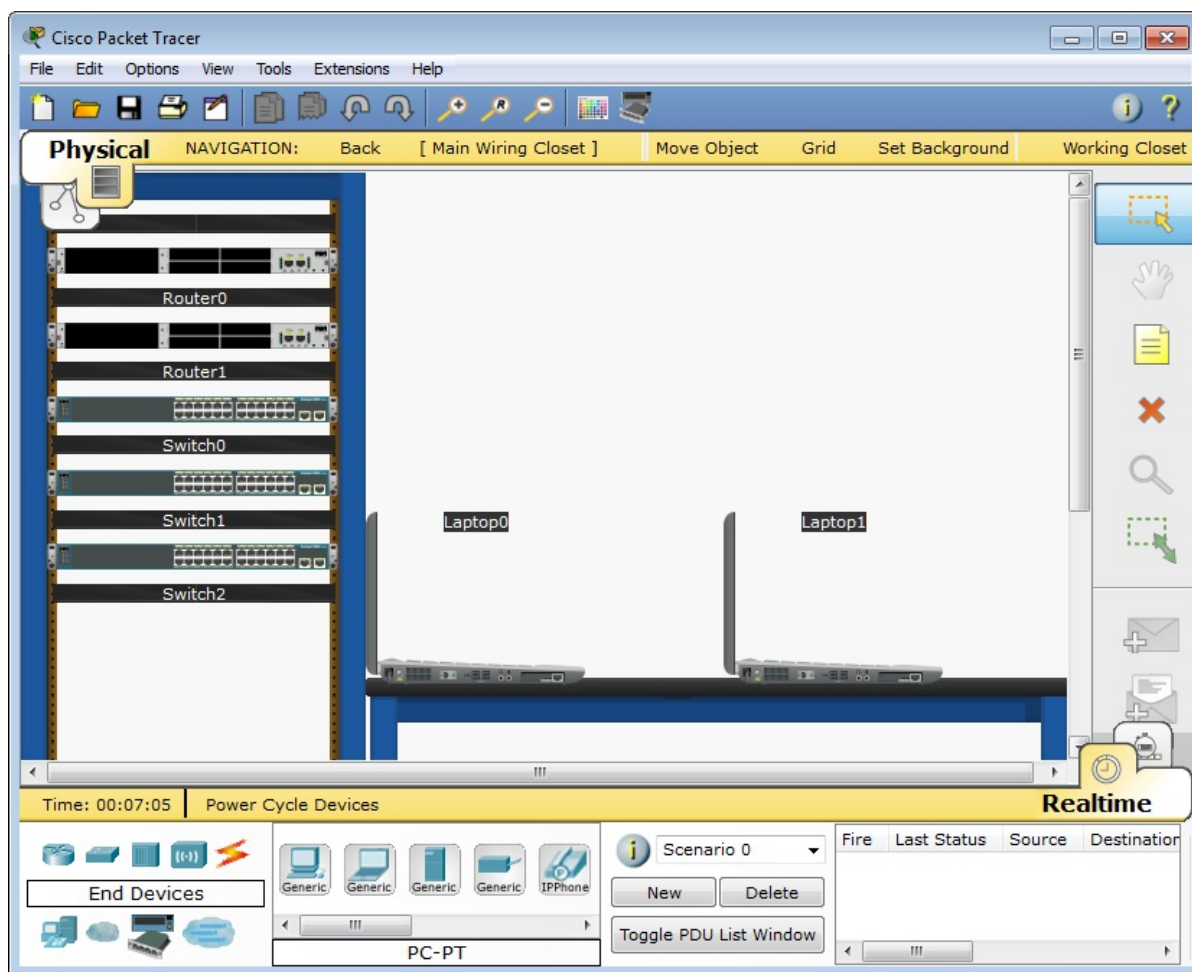 Cisco Packet Tracer
File Edit Options View Tools Extensions Help
Physical NAVIGATION: Back [ Main Wiring Closet ] Move Object Grid Set Background Working Closet
Router0
Router1
Switch0
Switch1
Switch2
Laptop0 Laptop1
Time: 00:07:05 Power Cycle Devices Realtime
End Devices
Generic Generic Generic Generic IPPhone
PC-PT
Scenario 0
New Delete
Toggle PDU List Window
Fire Last Status Source Destination